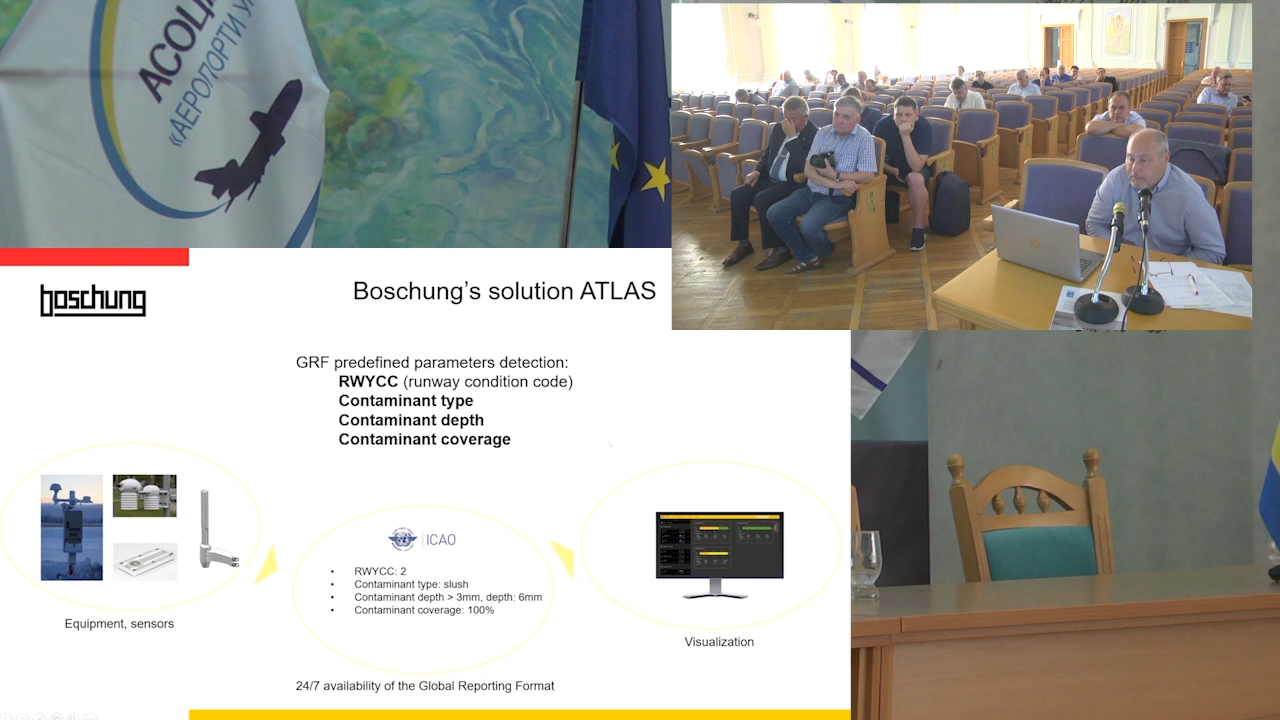 АСОЦІА
«АЕРОПОРТИ УК
boschung
Boschung’s solution ATLAS
GRF predefined parameters detection:
RWYCC (runway condition code)
Contaminant type
Contaminant depth
Contaminant coverage
ICAO
• RWYCC: 2
• Contaminant type: slush
• Contaminant depth > 3mm, depth: 6mm
• Contaminant coverage: 100%
Equipment, sensors
Visualization
24/7 availability of the Global Reporting Format